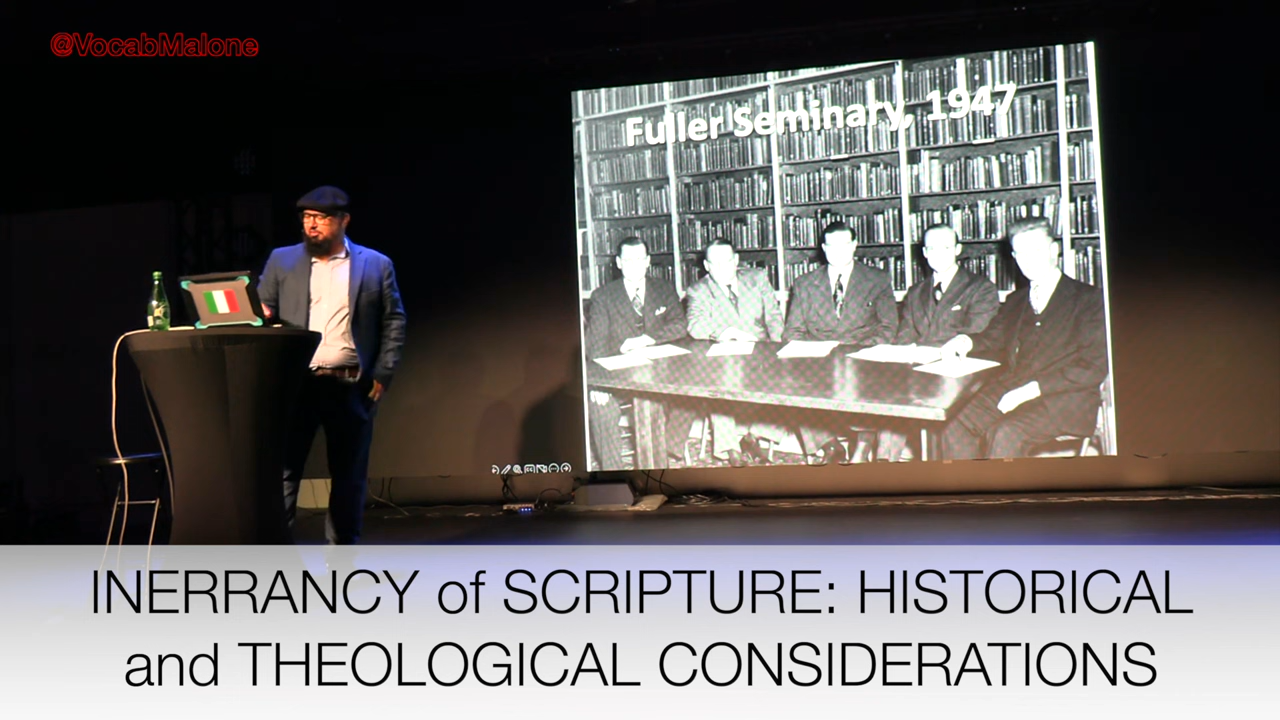 @VocabMalone
Fuller Seminary, 1947
INERRANCY of SCRIPTURE: HISTORICAL
and THEOLOGICAL CONSIDERATIONS